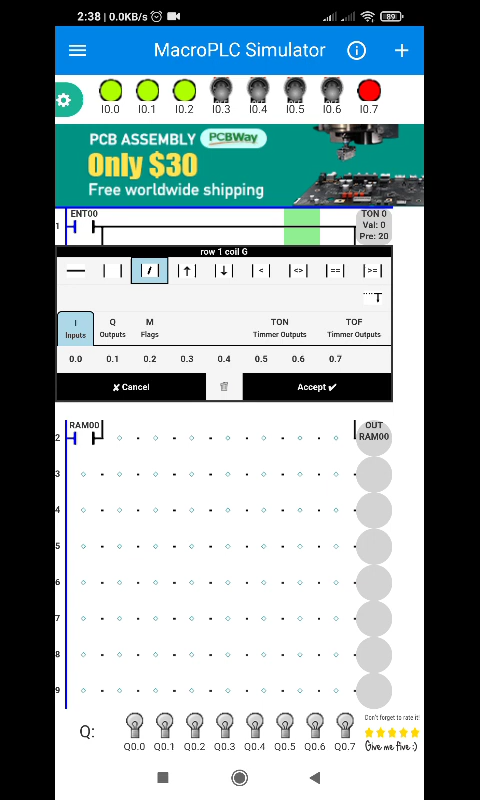 2:38 | 0.0KB/s 89
MacroPLC Simulator
I0.0 I0.1 I0.2 I0.3 I0.4 I0.5 I0.6 I0.7
PCB ASSEMBLY PCBWay
Only $30
Free worldwide shipping
ENT00 TON 0
1 Val: 0
Pre: 20
row 1 coil G
| | |/| |↑| |↓| |<| |<>| |==| |>=|
T
I Q M TON TOF
Inputs Outputs Flags Timmer Outputs Timmer Outputs
0.0 0.1 0.2 0.3 0.4 0.5 0.6 0.7
✘ Cancel Accept ✔
RAM00 OUT
2 RAM00
3
4
5
6
7
8
9
Q: Q0.0 Q0.1 Q0.2 Q0.3 Q0.4 Q0.5 Q0.6 Q0.7
Don't forget to rate it!
Give me five :)